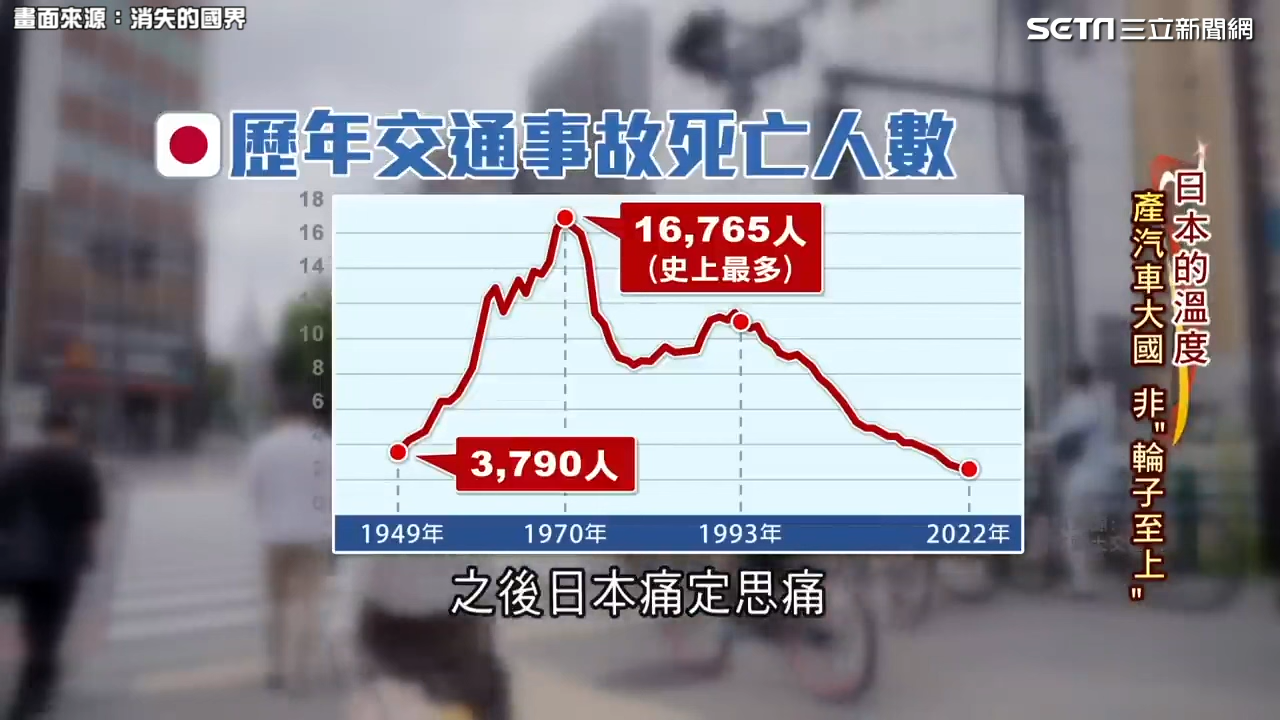 畫面來源：消失的國界
SETN三立新聞網
歷年交通事故死亡人數
18
16
14
10
8
6
16,765人
(史上最多)
3,790人
1949年 1970年 1993年 2022年
日本的溫度
產汽車大國 非"輪子至上"
之後日本痛定思痛